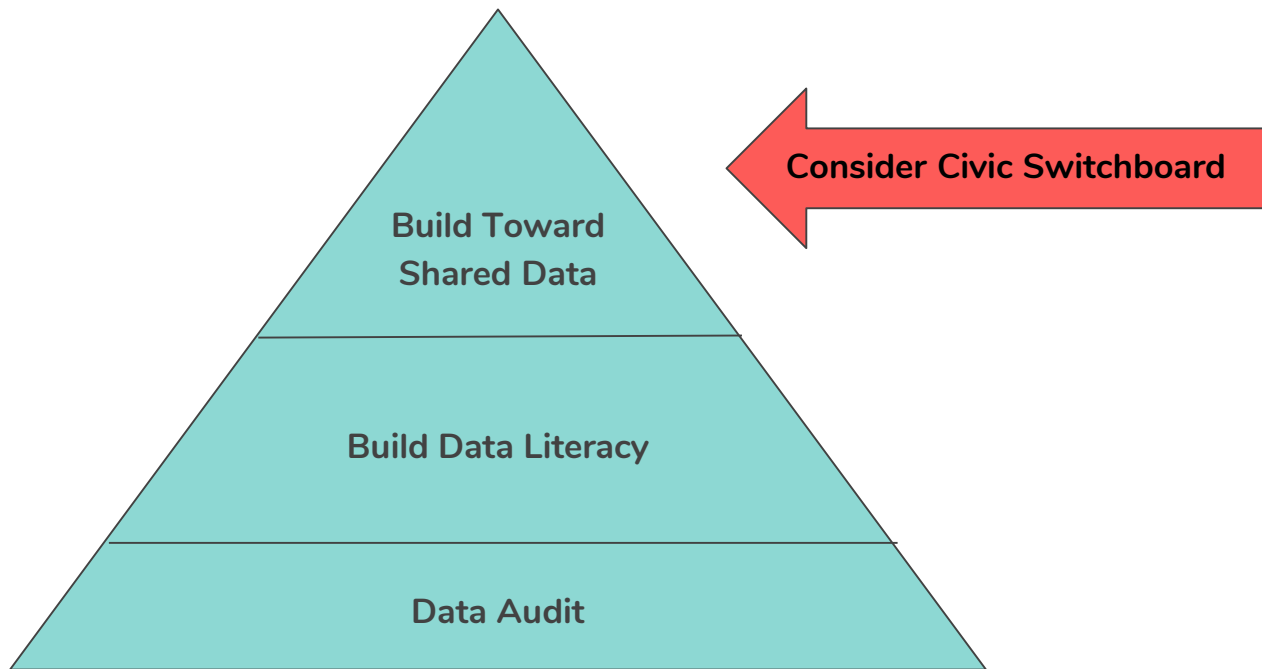 Consider Civic Switchboard
Build Toward
Shared Data
Build Data Literacy
Data Audit